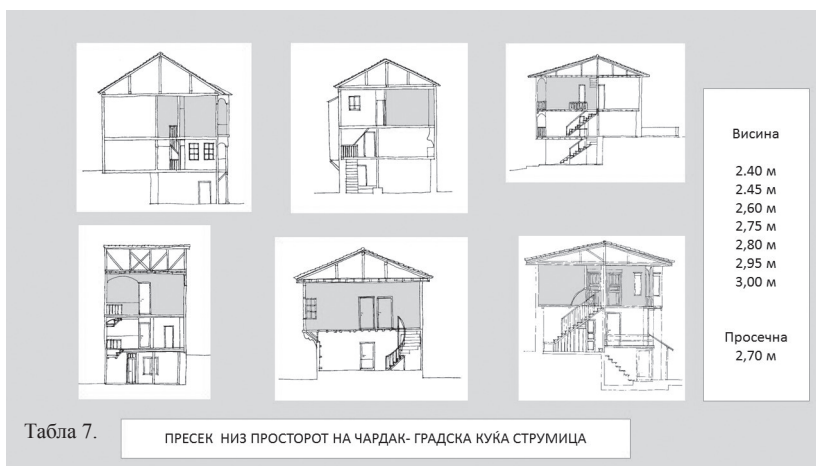 Висина
2.40 м
2.45 м
2,60 м
2,75 м
2,80 м
2,95 м
3,00 м
Просечна
2,70 м
Табла 7.
ПРЕСЕК НИЗ ПРОСТОРОТ НА ЧАРДАК- ГРАДСКА КУЌА СТРУМИЦА